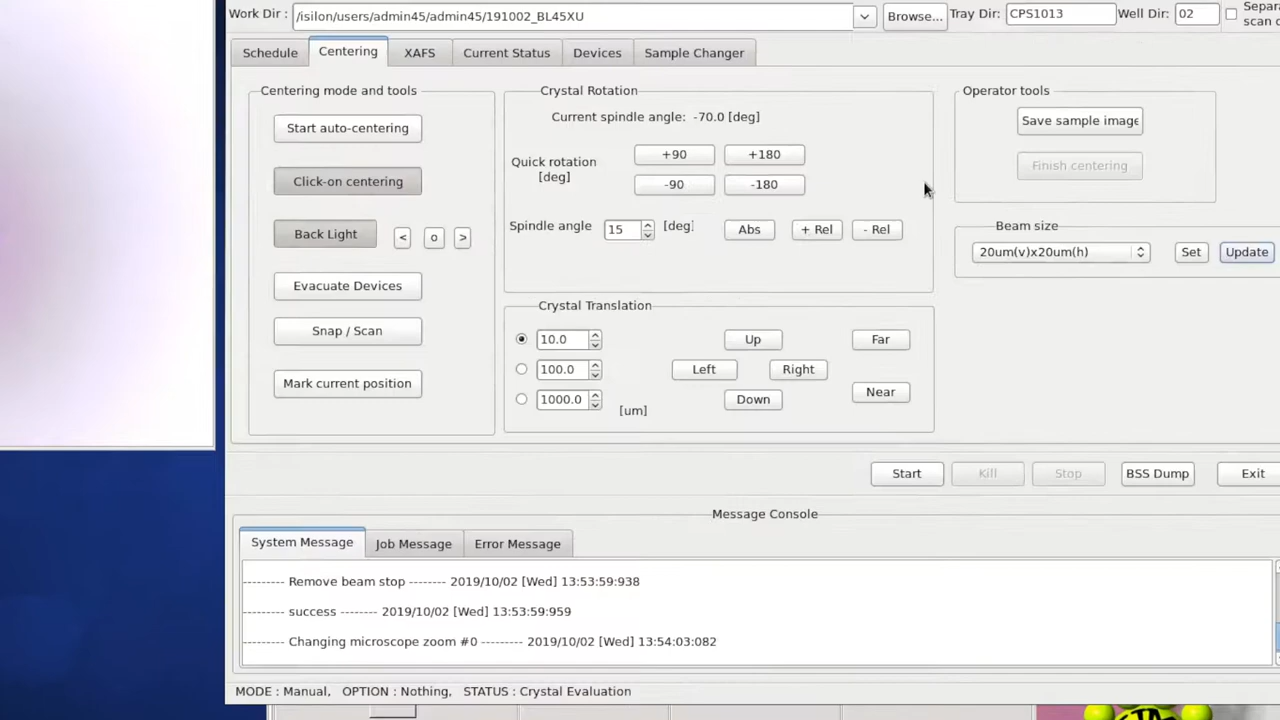 Work Dir : /isilon/users/admin45/admin45/191002_BL45XU Browse... Tray Dir: CPS1013 Well Dir: 02
Schedule Centering XAFS Current Status Devices Sample Changer
Centering mode and tools
Start auto-centering
Click-on centering
Back Light < o >
Evacuate Devices
Snap / Scan
Mark current position
Crystal Rotation
Current spindle angle: -70.0 [deg]
Quick rotation
[deg]
+90 +180
-90 -180
Spindle angle 15 [deg] Abs + Rel - Rel
Crystal Translation
10.0 Up Far
100.0 Left Right
Near
1000.0 Down
[um]
Operator tools
Save sample image
Finish centering
Beam size
20um(v)x20um(h) Set Update
Start Kill Stop BSS Dump Exit
Message Console
System Message Job Message Error Message
-------- Remove beam stop -------- 2019/10/02 [Wed] 13:53:59:938
-------- success -------- 2019/10/02 [Wed] 13:53:59:959
-------- Changing microscope zoom #0 --------- 2019/10/02 [Wed] 13:54:03:082
MODE : Manual, OPTION : Nothing, STATUS : Crystal Evaluation